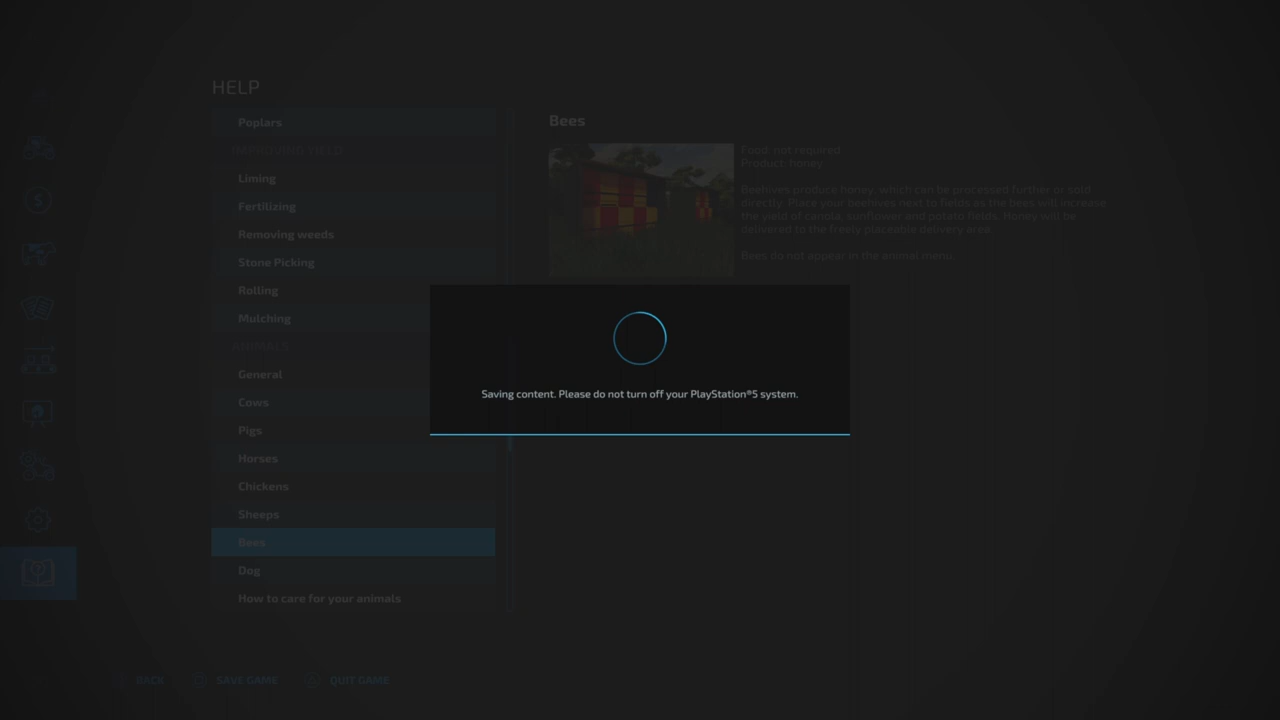 HELP
Poplars
IMPROVING YIELD
Liming
Fertilizing
Removing weeds
Stone Picking
Rolling
Mulching
ANIMALS
General
Cows
Pigs
Horses
Chickens
Sheeps
Bees
Dog
How to care for your animals
Bees
Food: not required
Product: honey
Beehives produce honey, which can be processed further or sold
directly. Place your beehives next to fields as the bees will increase
the yield of canola, sunflower and potato fields. Honey will be
delivered to the freely placeable delivery area.
Bees do not appear in the animal menu.
Saving content. Please do not turn off your PlayStation®5 system.
BACK
SAVE GAME
QUIT GAME